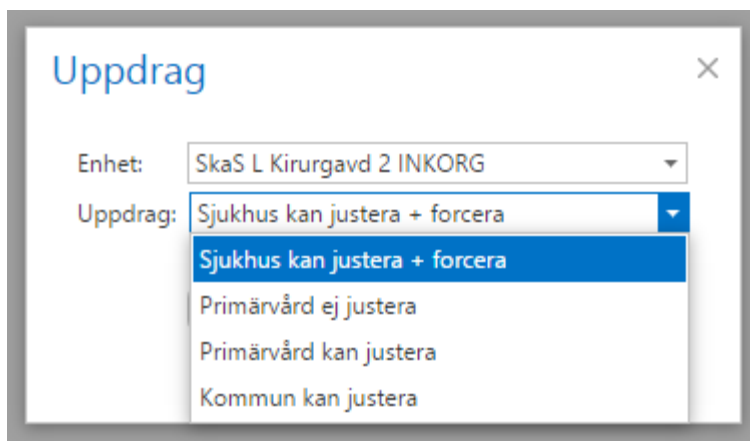 Uppdrag
Enhet: SkaS L Kirurgavd 2 INKORG
Uppdrag: Sjukhus kan justera + forcera
Sjukhus kan justera + forcera
Primärvård ej justera
Primärvård kan justera
Kommun kan justera